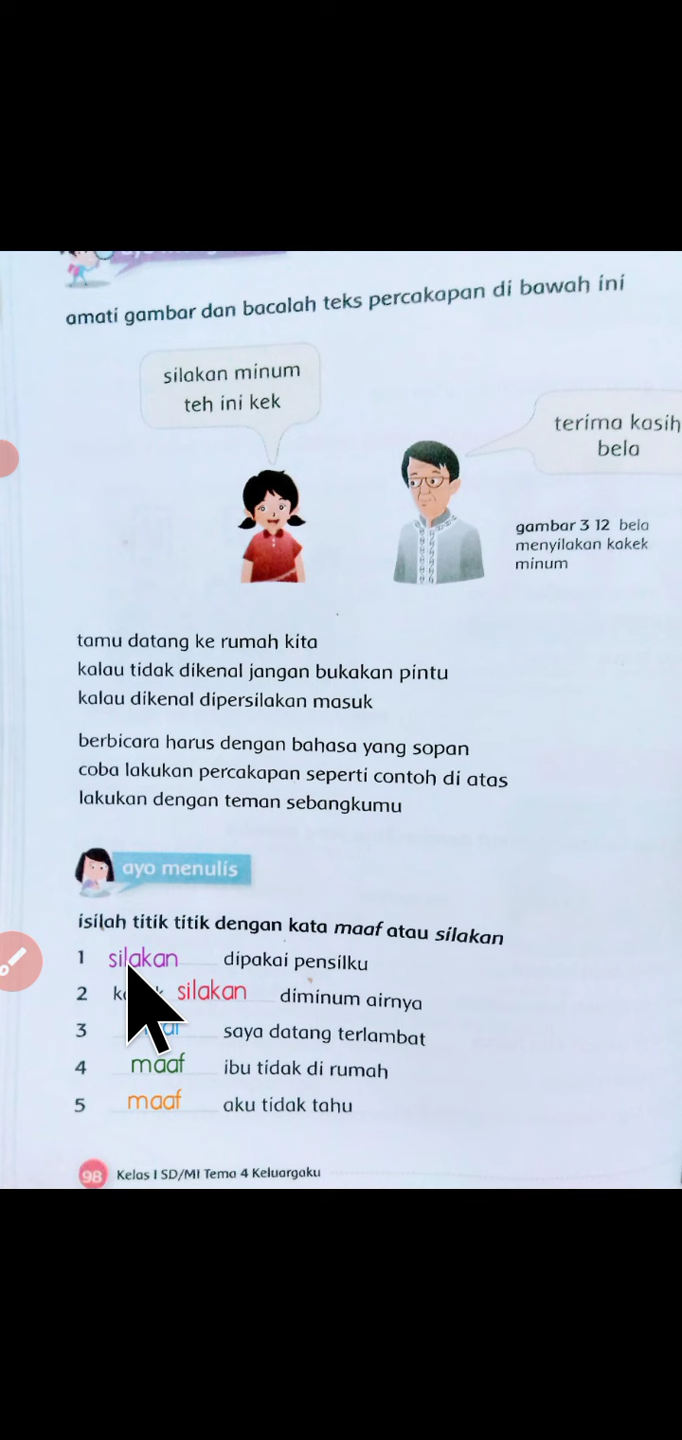 amati gambar dan bacalah teks percakapan di bawah ini
silakan minum
teh ini kek
terima kasih
bela
gambar 3 12 bela
menyilakan kakek
minum
tamu datang ke rumah kita
kalau tidak dikenal jangan bukakan pintu
kalau dikenal dipersilakan masuk
berbicara harus dengan bahasa yang sopan
coba lakukan percakapan seperti contoh di atas
lakukan dengan teman sebangkumu
ayo menulis
isilah titik titik dengan kata maaf atau silakan
1 silakan dipakai pensilku
2 silakan diminum airnya
3 saya datang terlambat
4 maaf ibu tidak di rumah
5 maaf aku tidak tahu
98 Kelas I SD/MI Tema 4 Keluargaku